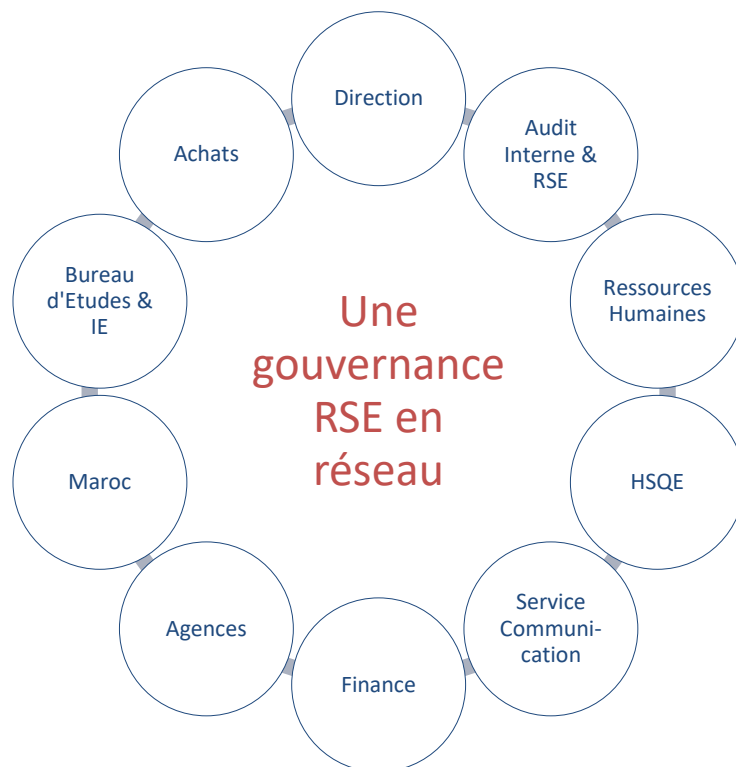 Direction
Audit
Interne &
RSE
Ressources
Humaines
HSQE
Service
Communi-
cation
Finance
Agences
Maroc
Bureau
d'Etudes &
IE
Achats
Une
gouvernance
RSE en
réseau